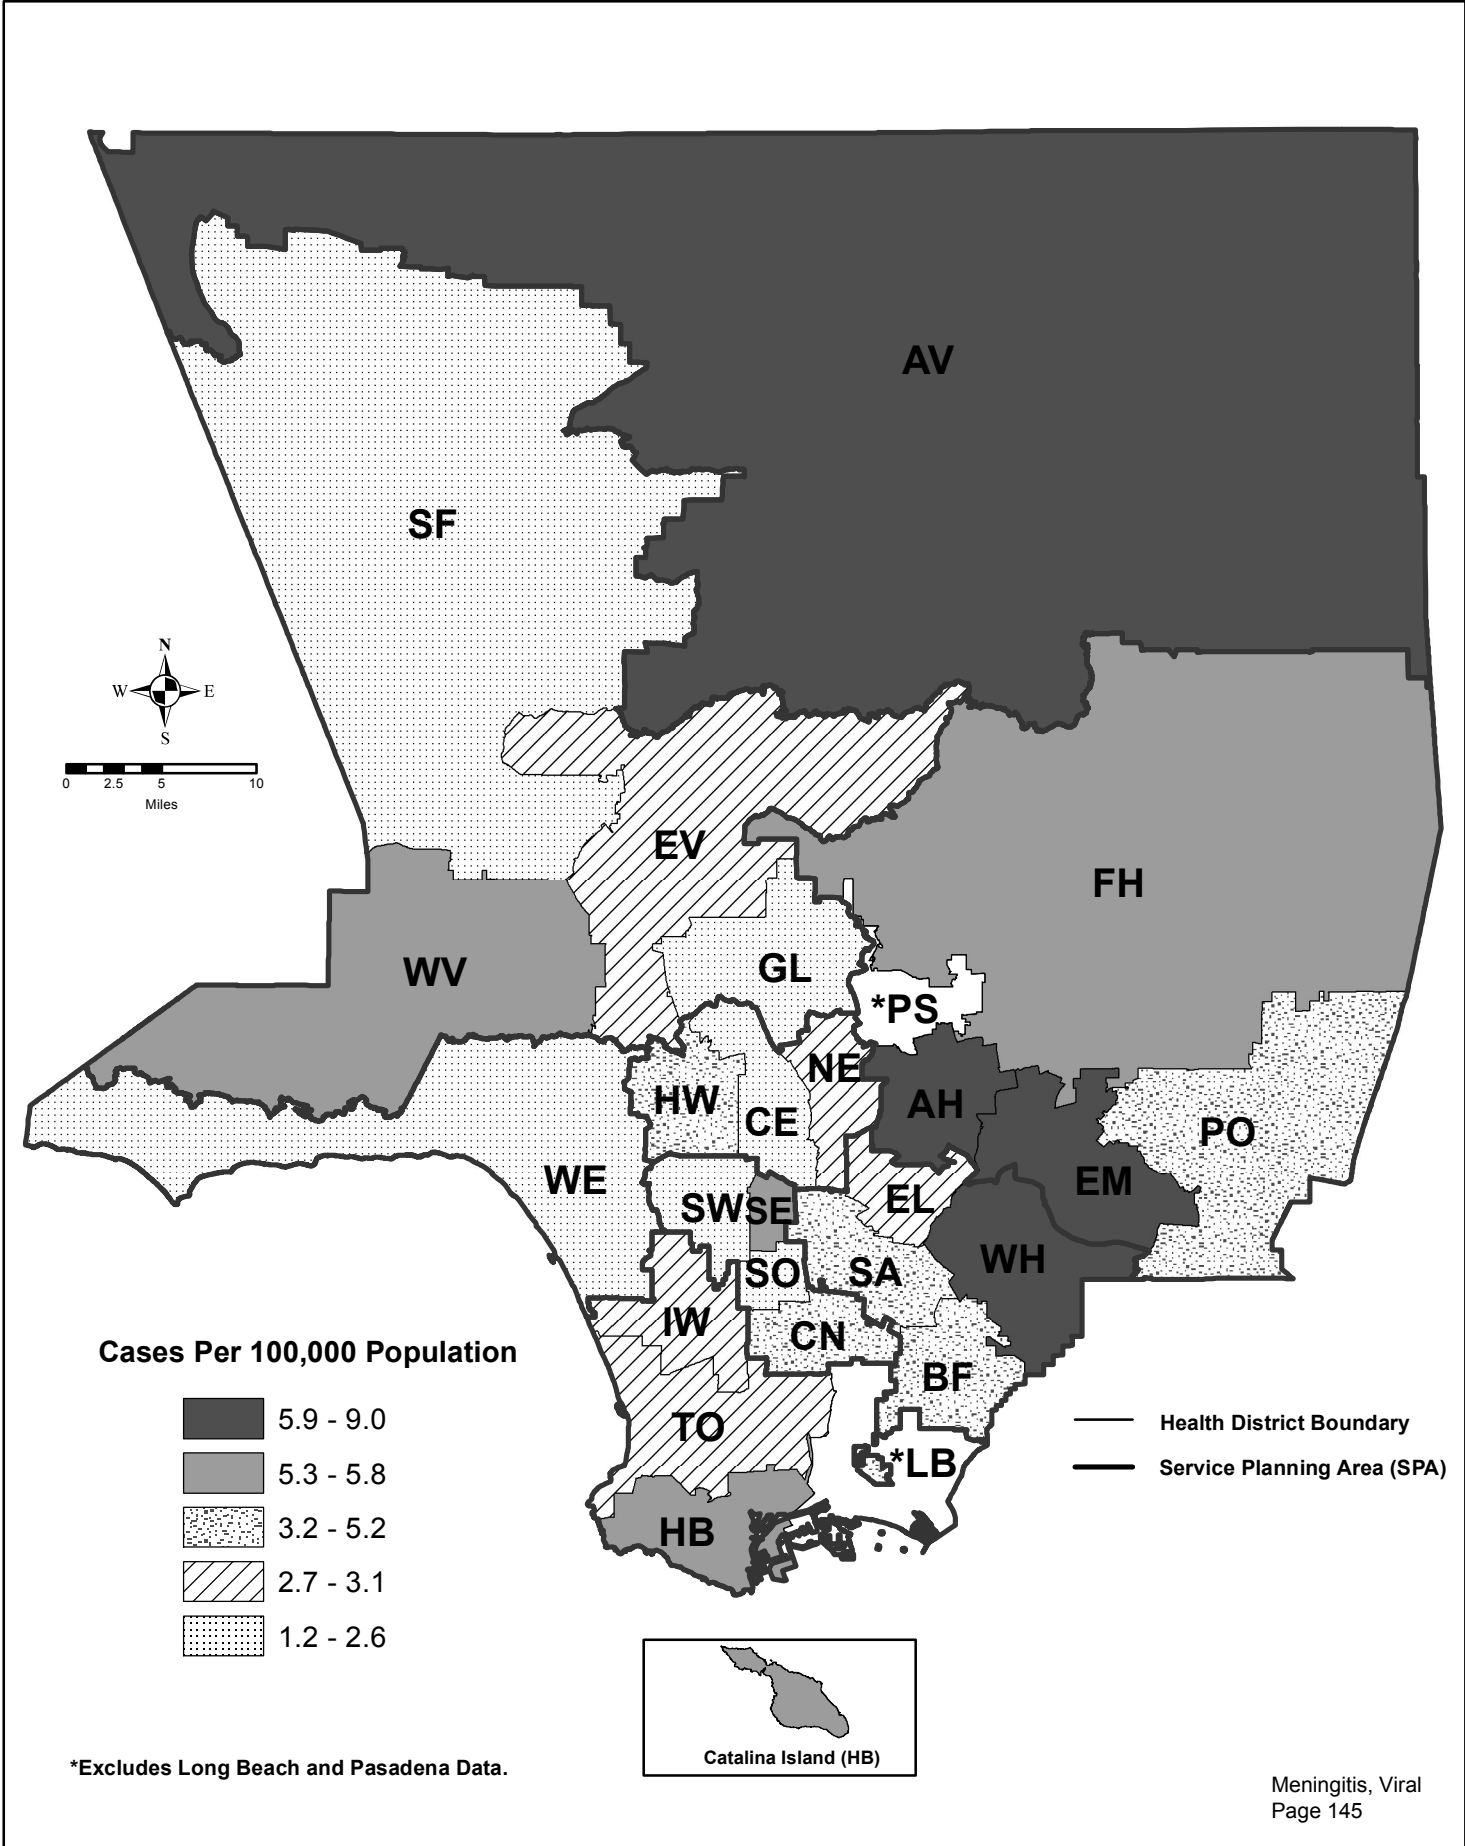 AV
SF
N
W E
S
0 2.5 5 10
Miles
EV
FH
WV
GL
*PS
NE
HW
AH
CE
PO
WE
EM
EL
SW
SE
WH
SO
SA
IW
CN
BF
TO
*LB
HB
Cases Per 100,000 Population
5.9 - 9.0
5.3 - 5.8
3.2 - 5.2
2.7 - 3.1
1.2 - 2.6
Health District Boundary
Service Planning Area (SPA)
Catalina Island (HB)
*Excludes Long Beach and Pasadena Data.
Meningitis, Viral
Page 145